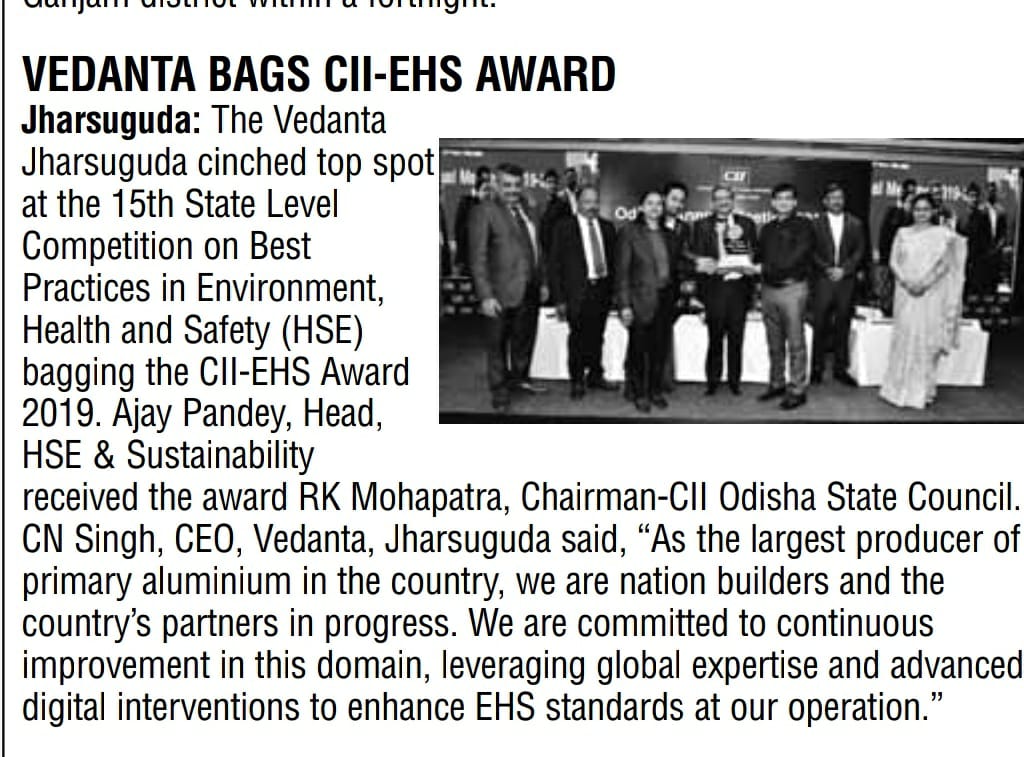 VEDANTA BAGS CII-EHS AWARD
Jharsuguda: The Vedanta
Jharsuguda cinched top spot
at the 15th State Level
Competition on Best
Practices in Environment,
Health and Safety (HSE)
bagging the CII-EHS Award
2019. Ajay Pandey, Head,
HSE & Sustainability
received the award RK Mohapatra, Chairman-CII Odisha State Council.
CN Singh, CEO, Vedanta, Jharsuguda said, “As the largest producer of
primary aluminium in the country, we are nation builders and the
country’s partners in progress. We are committed to continuous
improvement in this domain, leveraging global expertise and advanced
digital interventions to enhance EHS standards at our operation.”
CII